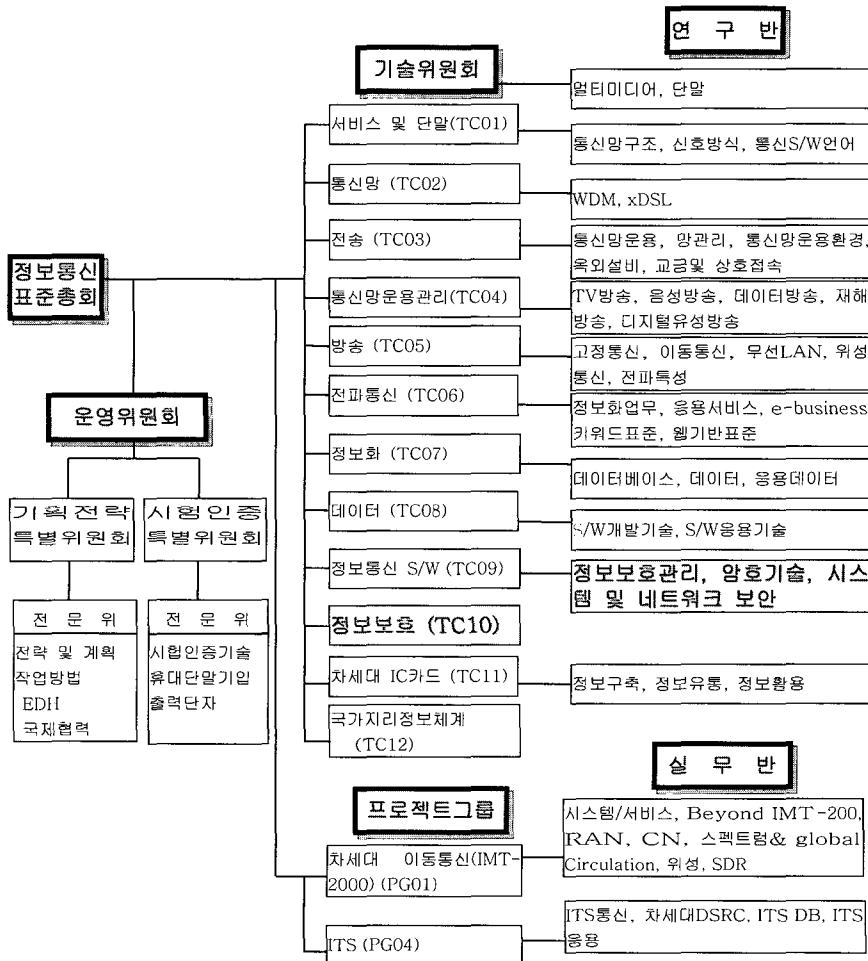 연 구 반
기술위원회
멀티미디어, 단말
서비스 및 단말(TC01)
통신망구조, 신호방식, 통신S/W언어
통신망 (TC02)
WDM, xDSL
전송 (TC03)
통신망운용, 망관리, 통신망운용환경,
옥외설비, 교금및 상호접속
정보통신
표준총회
통신망운용관리(TC04)
TV방송, 음성방송, 데이터방송, 재해
방송, 디지털유성방송
방송 (TC05)
고정통신, 이동통신, 무선LAN, 위성
통신, 전파특성
전파통신 (TC06)
정보화업무, 응용서비스, e-business
키워드표준, 웹기반표준
운영위원회
정보화 (TC07)
데이터베이스, 데이터, 응용데이터
기획전략
특별위원회
시험인증
특별위원회
데이터 (TC08)
S/W개발기술, S/W응용기술
정보통신 S/W (TC09)
정보보호관리, 암호기술, 시스
템 및 네트워크 보안
전 문 위
전략 및 계획
작업방법
EDH
국제협력
전 문 위
시험인증기술
휴대단말기입
출력단자
정보보호 (TC10)
차세대 IC카드 (TC11)
정보구축, 정보유통, 정보활용
국가지리정보체계
(TC12)
실 무 반
프로젝트그룹
시스템/서비스, Beyond IMT-200,
RAN, CN, 스펙트럼& global
Circulation, 위성, SDR
차세대 이동통신(IMT-
2000) (PG01)
ITS통신, 차세대DSRC, ITS DB, ITS
응용
ITS (PG04)